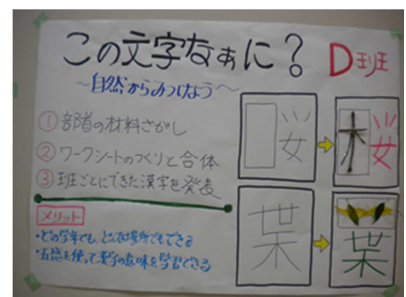 この文字なぁに？ D班
～自然からみつけよう～
① 部首の材料さがし
② ワークシートのつくりと合体
③ 班ごとにできた漢字を発表
メリット
・どの学年でも、どんな場所でもできる
・五感を使って漢字の意味を学習できる